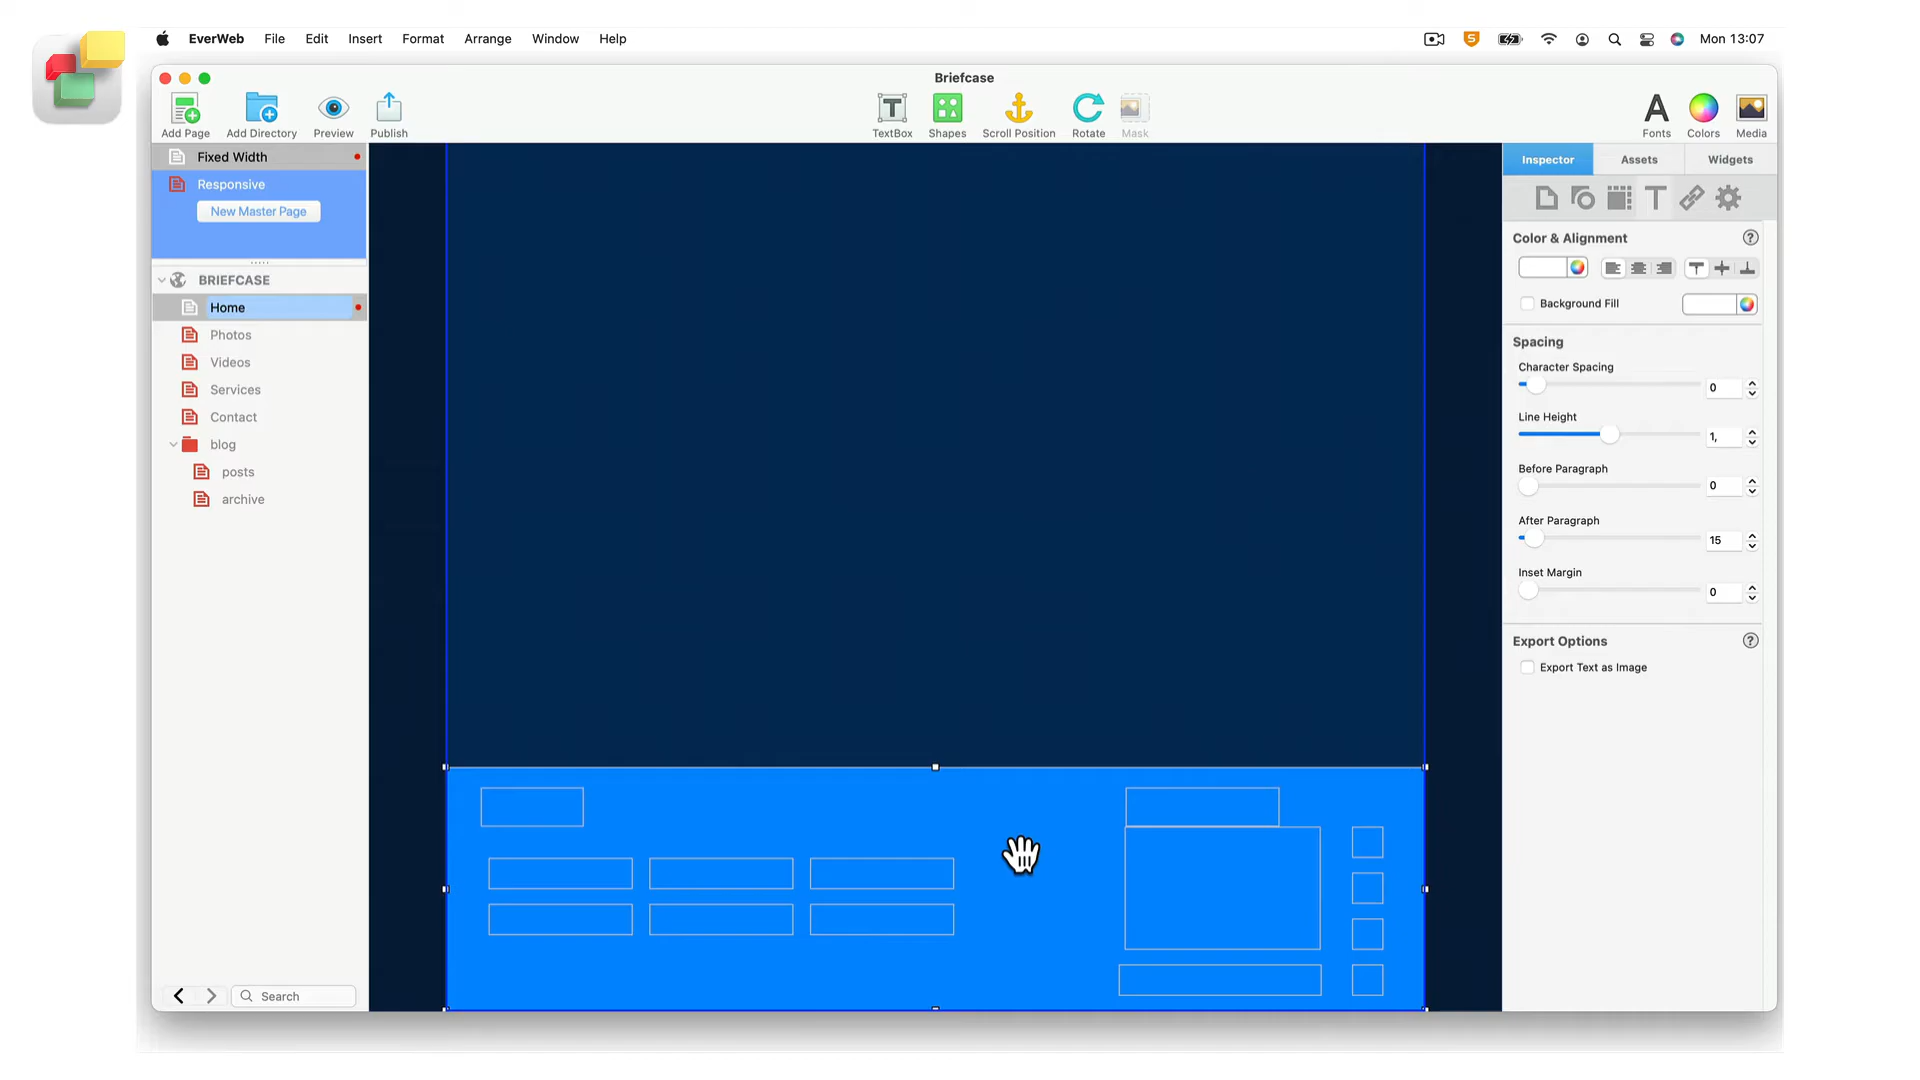 EverWeb File Edit Insert Format Arrange Window Help
S
Mon 13:07
Briefcase
Add Page Add Directory Preview Publish
TextBox Shapes Scroll Position Rotate Mask
Fonts Colors Media
Fixed Width
Responsive
New Master Page
BRIEFCASE
Home
Photos
Videos
Services
Contact
blog
posts
archive
Search
Inspector Assets Widgets
Color & Alignment ?
Background Fill
Spacing
Character Spacing
0
Line Height
1,
Before Paragraph
0
After Paragraph
15
Inset Margin
0
Export Options ?
Export Text as Image